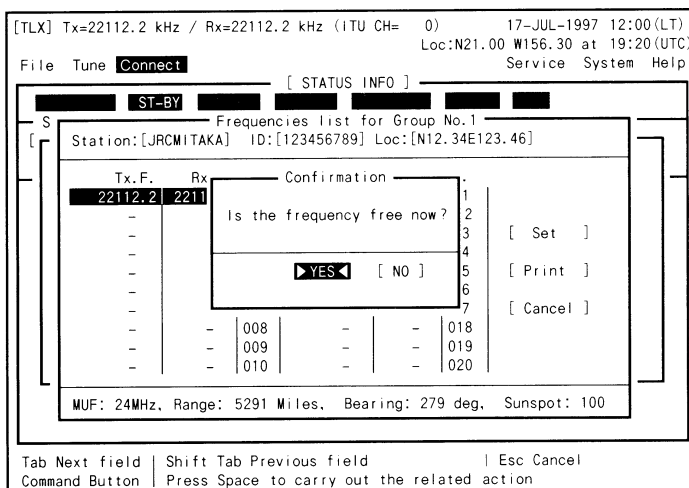 [TLX] Tx=22112.2 kHz / Rx=22112.2 kHz (ITU CH= 0) 17-JUL-1997 12:00(LT)
Loc:N21.00 W156.30 at 19:20(UTC)
File Tune Connect Service System Help
[ STATUS INFO ]
ST-BY
S Frequencies list for Group No.1
[ Station:[JRCMITAKA] ID:[123456789] Loc:[N12.34E123.46]
Tx.F. Rx Confirmation .
22112.2 2211 1
– Is the frequency free now? 2
– 3 [ Set ]
– 4
– ▶YES◀ [ NO ] 5 [ Print ]
– 6
– 7 [ Cancel ]
– – 008 – – 018
– – 009 – – 019
– – 010 – – 020
MUF: 24MHz, Range: 5291 Miles, Bearing: 279 deg, Sunspot: 100
Tab Next field | Shift Tab Previous field | Esc Cancel
Command Button | Press Space to carry out the related action